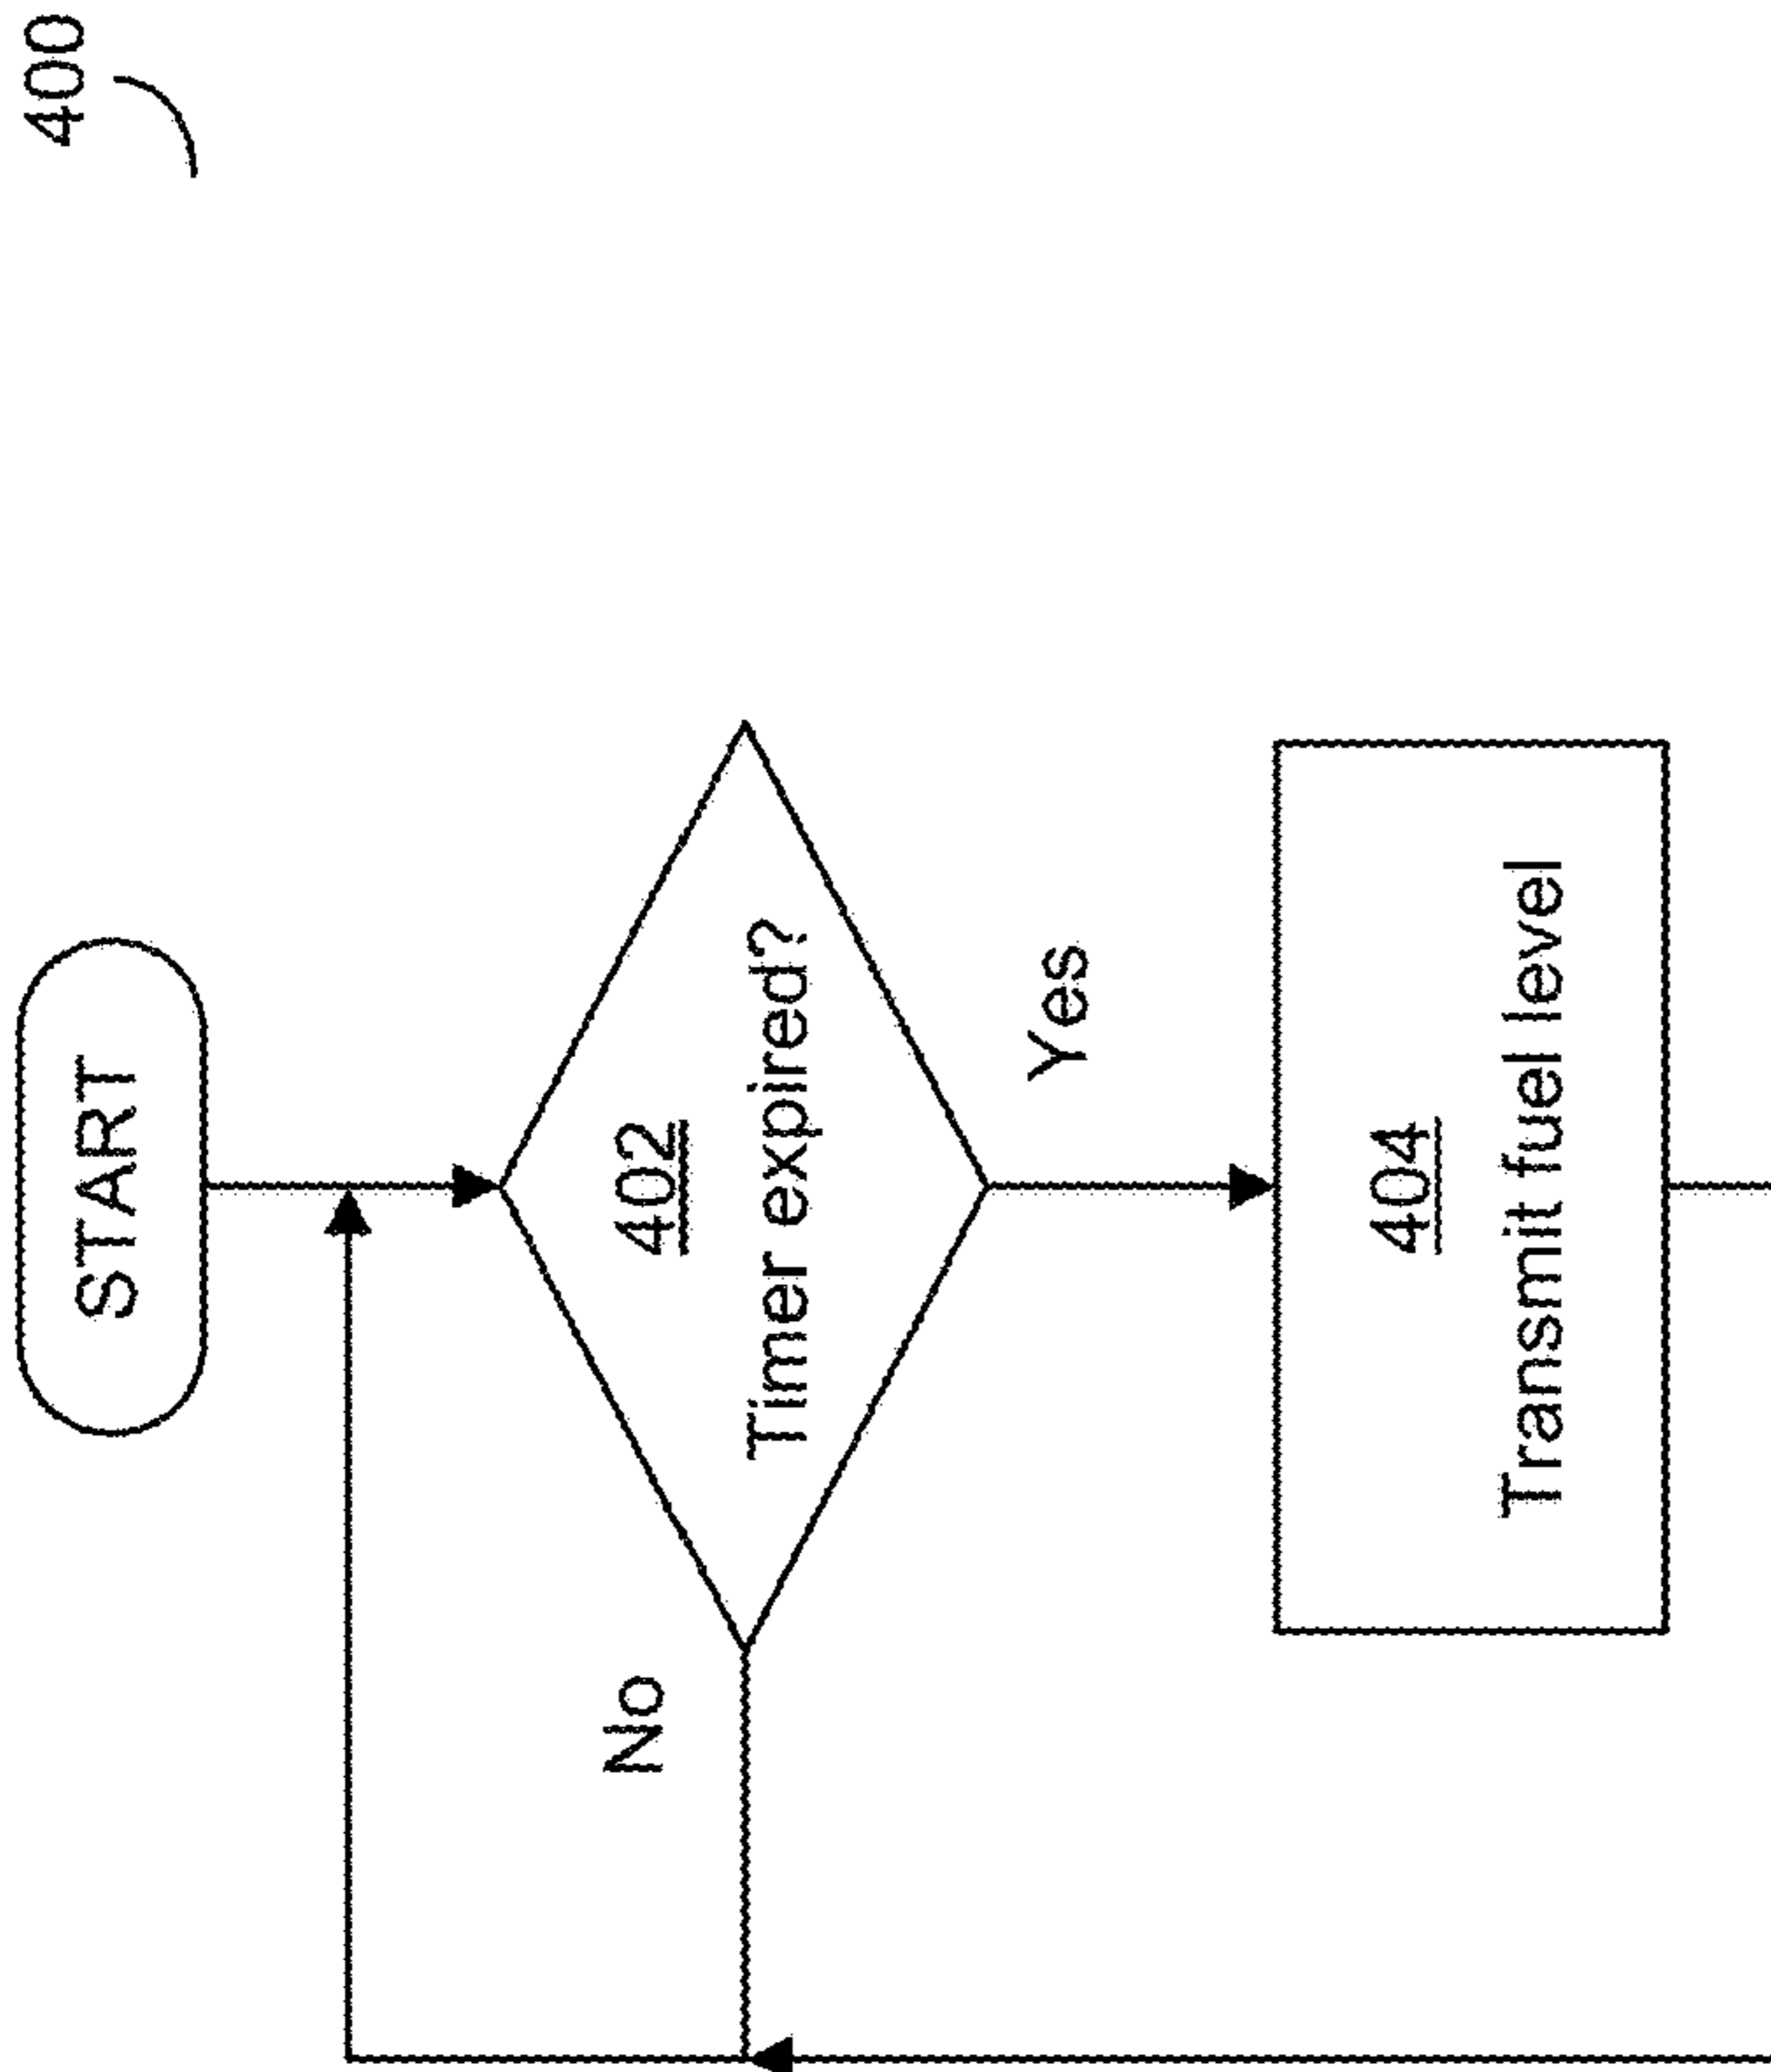 400
START
402
Timer expired?
No
Yes
404
Transmit fuel level